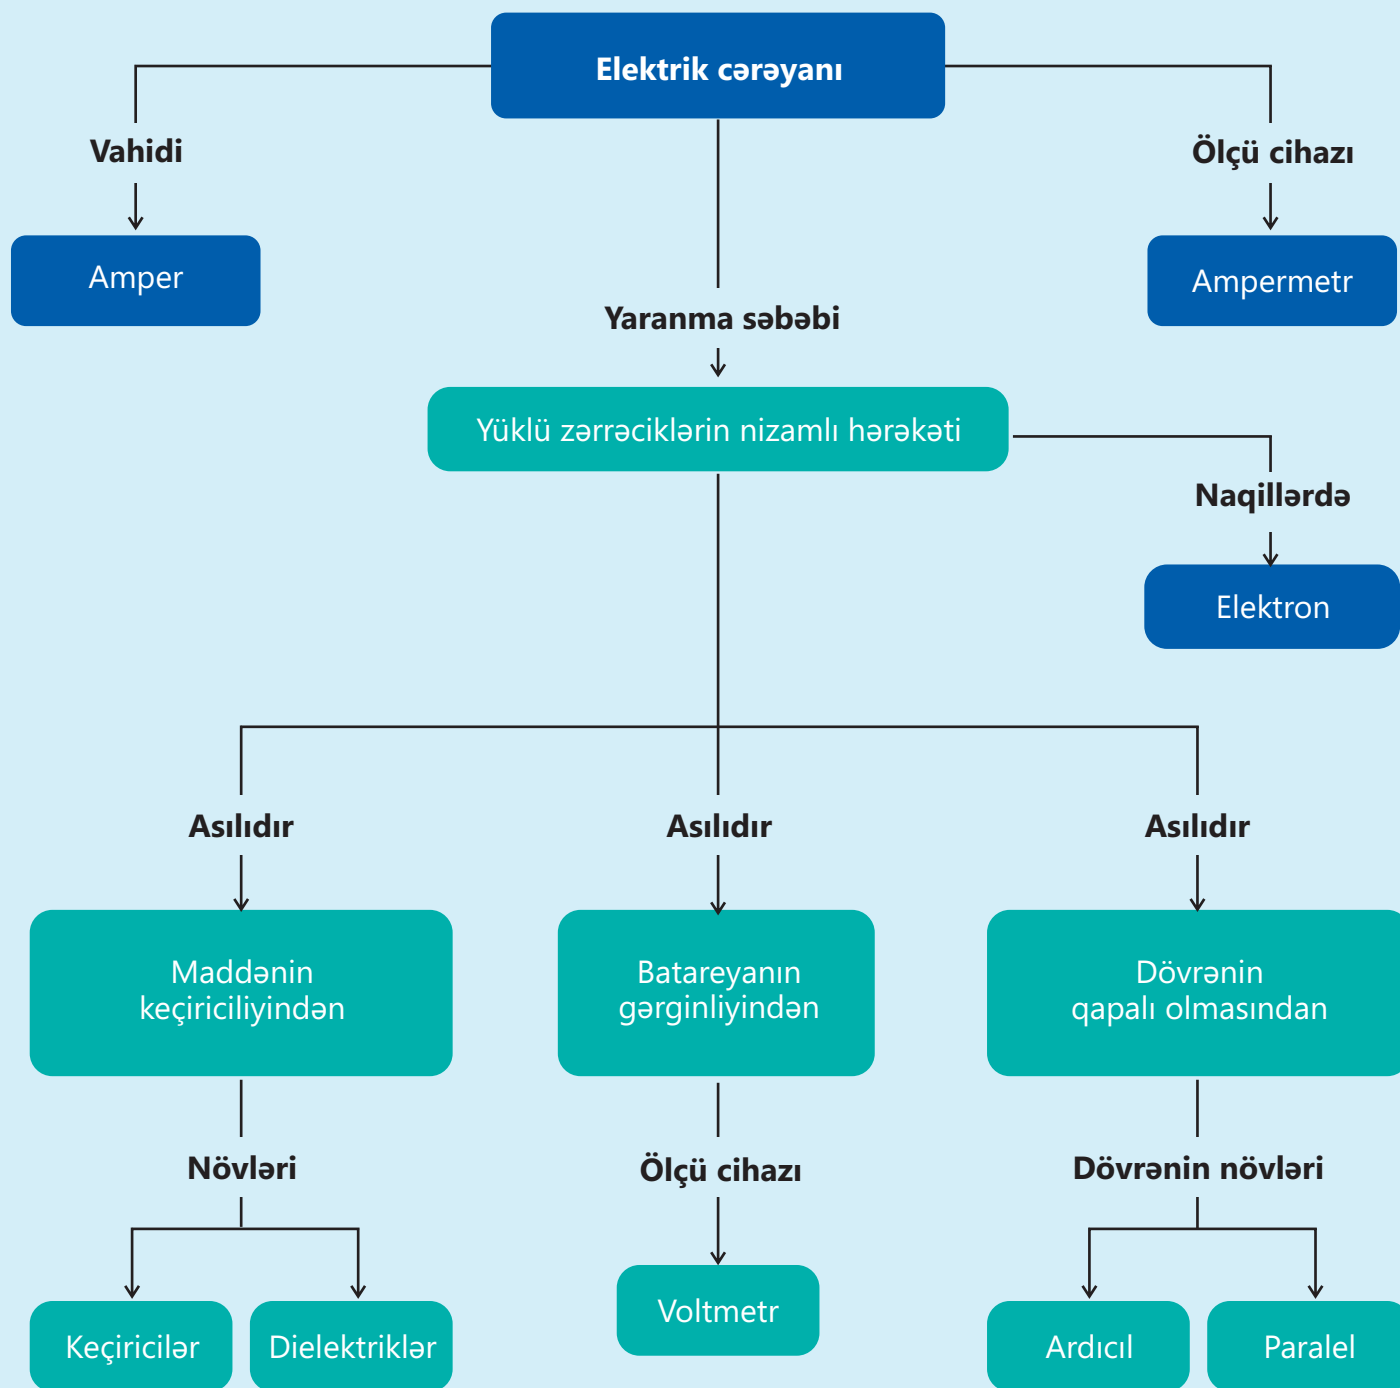 Elektrik cərəyanı
Vahidi
Ölçü cihazı
Amper
Ampermetr
Yaranma səbəbi
Yüklü zərrəciklərin nizamlı hərəkəti
Naqillərdə
Elektron
Asılıdır
Asılıdır
Asılıdır
Maddənin
keçiriciliyindən
Batareyanın
gərginliyindən
Dövrənin
qapalı olmasından
Növləri
Ölçü cihazı
Dövrənin növləri
Keçiricilər
Dielektriklər
Voltmetr
Ardıcıl
Paralel